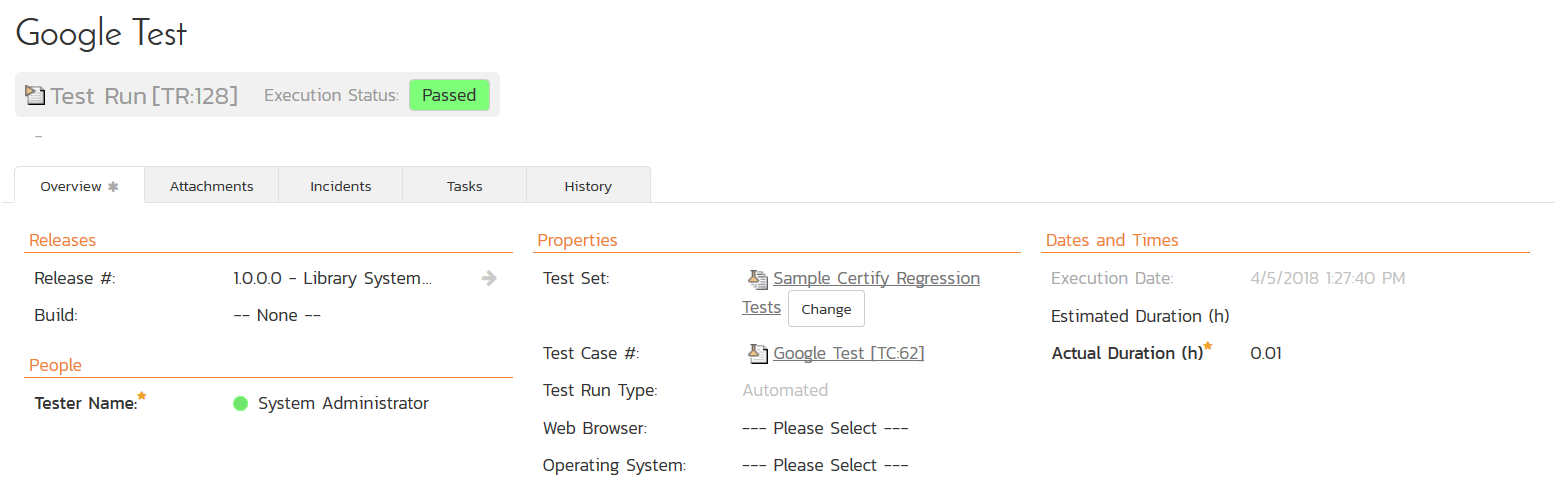 Google Test
Test Run [TR:128] Execution Status: Passed
-
Overview ✱ Attachments Incidents Tasks History
Releases
Release #: 1.0.0.0 - Library System...
Build: -- None --
People
Tester Name:* System Administrator
Properties
Test Set: Sample Certify Regression
Tests Change
Test Case #: Google Test [TC:62]
Test Run Type: Automated
Web Browser: --- Please Select ---
Operating System: --- Please Select ---
Dates and Times
Execution Date: 4/5/2018 1:27:40 PM
Estimated Duration (h)
Actual Duration (h)* 0.01